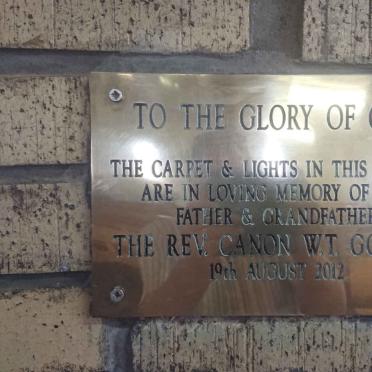 TO THE GLORY OF
THE CARPET & LIGHTS IN THIS
ARE IN LOVING MEMORY OF
FATHER & GRANDFATHER
THE REV. CANON W.T. GO
19th AUGUST 2012